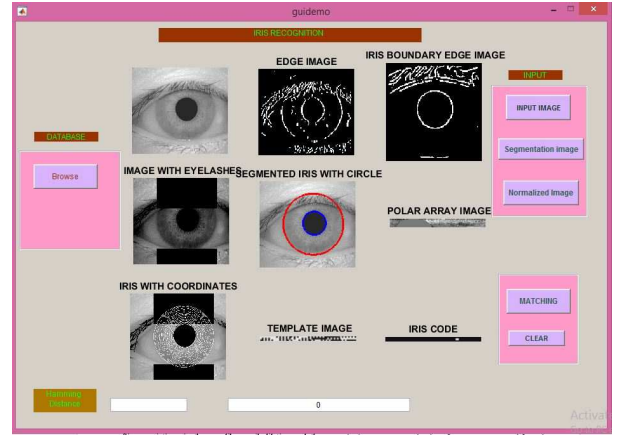 guidemo
IRIS RECOGNITION
EDGE IMAGE
IRIS BOUNDARY EDGE IMAGE
INPUT
INPUT IMAGE
DATABASE
Segmentation image
Browse
IMAGE WITH EYELASHES
SEGMENTED IRIS WITH CIRCLE
Normalized Image
POLAR ARRAY IMAGE
IRIS WITH COORDINATES
MATCHING
TEMPLATE IMAGE
IRIS CODE
CLEAR
Hamming
Distance
0
Activat